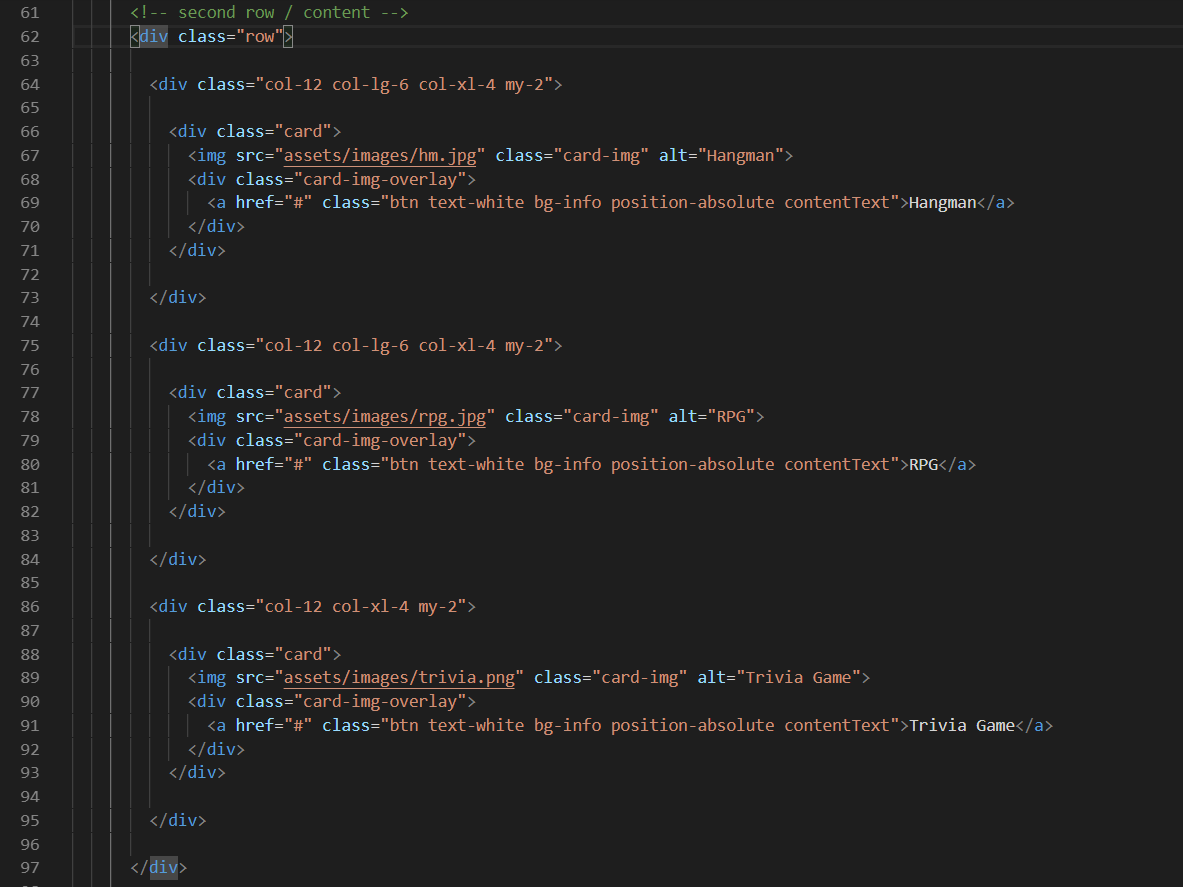 61 <!-- second row / content -->
62 <div class="row">
63
64 <div class="col-12 col-lg-6 col-xl-4 my-2">
65
66 <div class="card">
67 <img src="assets/images/hm.jpg" class="card-img" alt="Hangman">
68 <div class="card-img-overlay">
69 <a href="#" class="btn text-white bg-info position-absolute contentText">Hangman</a>
70 </div>
71 </div>
72
73 </div>
74
75 <div class="col-12 col-lg-6 col-xl-4 my-2">
76
77 <div class="card">
78 <img src="assets/images/rpg.jpg" class="card-img" alt="RPG">
79 <div class="card-img-overlay">
80 <a href="#" class="btn text-white bg-info position-absolute contentText">RPG</a>
81 </div>
82 </div>
83
84 </div>
85
86 <div class="col-12 col-xl-4 my-2">
87
88 <div class="card">
89 <img src="assets/images/trivia.png" class="card-img" alt="Trivia Game">
90 <div class="card-img-overlay">
91 <a href="#" class="btn text-white bg-info position-absolute contentText">Trivia Game</a>
92 </div>
93 </div>
94
95 </div>
96
97 </div>